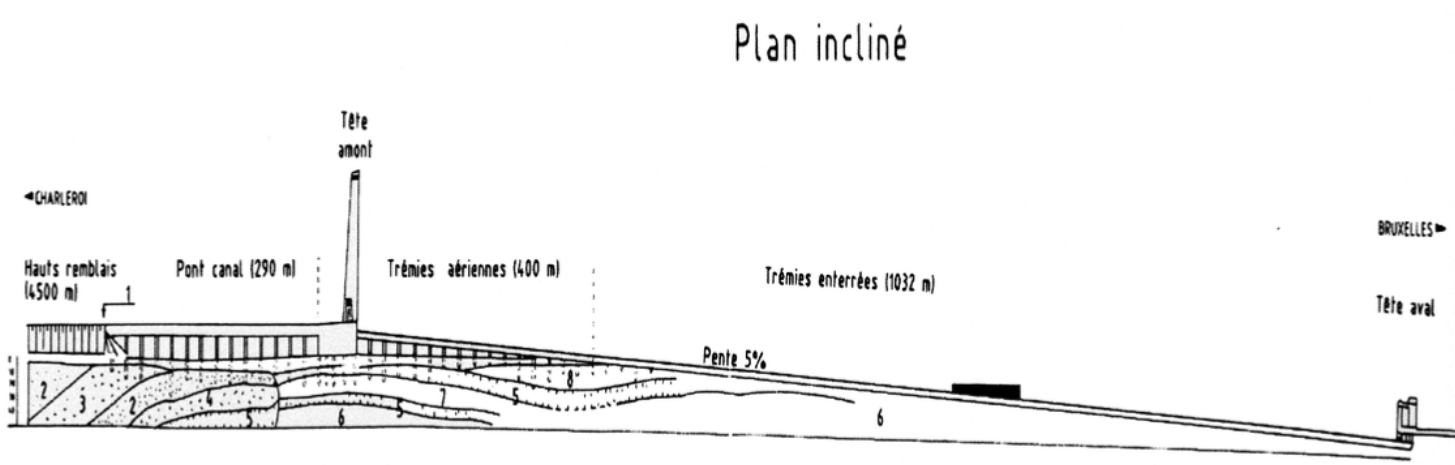 Plan incliné
Tête
amont
◄CHARLEROI
BRUXELLES►
Hauts remblais
(4500 m)
1
Pont canal (290 m)
Trémies aériennes (400 m)
Trémies enterrées (1032 m)
Tête aval
Pente 5%
2
3
2
4
5
6
5
7
5
8
6